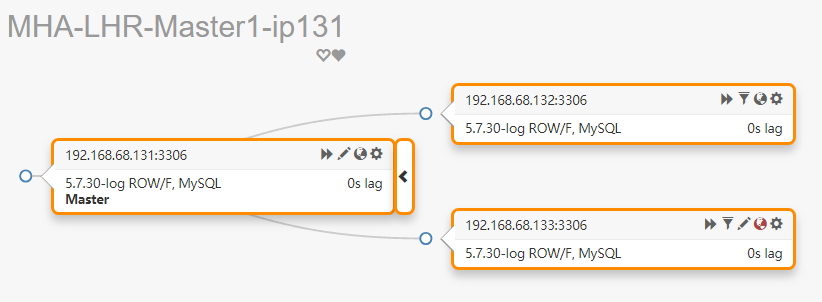 MHA-LHR-Master1-ip131
192.168.68.131:3306
5.7.30-log ROW/F, MySQL 0s lag
Master
192.168.68.132:3306
5.7.30-log ROW/F, MySQL 0s lag
192.168.68.133:3306
5.7.30-log ROW/F, MySQL 0s lag